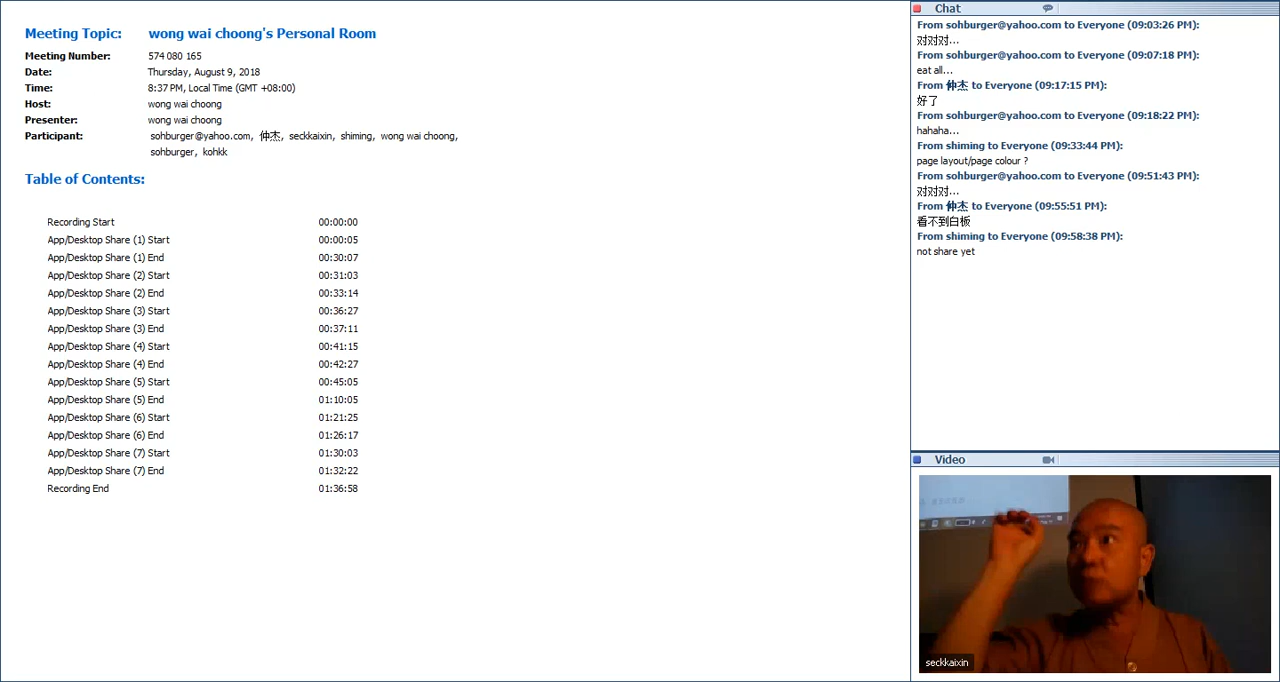 Meeting Topic: wong wai choong's Personal Room
Meeting Number: 574 080 165
Date: Thursday, August 9, 2018
Time: 8:37 PM, Local Time (GMT +08:00)
Host: wong wai choong
Presenter: wong wai choong
Participant: sohburger@yahoo.com, 仲杰, seckkaixin, shiming, wong wai choong,
sohburger, kohkk
Table of Contents:
Recording Start 00:00:00
App/Desktop Share (1) Start 00:00:05
App/Desktop Share (1) End 00:30:07
App/Desktop Share (2) Start 00:31:03
App/Desktop Share (2) End 00:33:14
App/Desktop Share (3) Start 00:36:27
App/Desktop Share (3) End 00:37:11
App/Desktop Share (4) Start 00:41:15
App/Desktop Share (4) End 00:42:27
App/Desktop Share (5) Start 00:45:05
App/Desktop Share (5) End 01:10:05
App/Desktop Share (6) Start 01:21:25
App/Desktop Share (6) End 01:26:17
App/Desktop Share (7) Start 01:30:03
App/Desktop Share (7) End 01:32:22
Recording End 01:36:58
Chat
From sohburger@yahoo.com to Everyone (09:03:26 PM):
对对对...
From sohburger@yahoo.com to Everyone (09:07:18 PM):
eat all...
From 仲杰 to Everyone (09:17:15 PM):
好了
From sohburger@yahoo.com to Everyone (09:18:22 PM):
hahaha...
From shiming to Everyone (09:33:44 PM):
page layout/page colour ?
From sohburger@yahoo.com to Everyone (09:51:43 PM):
对对对...
From 仲杰 to Everyone (09:55:51 PM):
看不到白板
From shiming to Everyone (09:58:38 PM):
not share yet
Video
seckkaixin